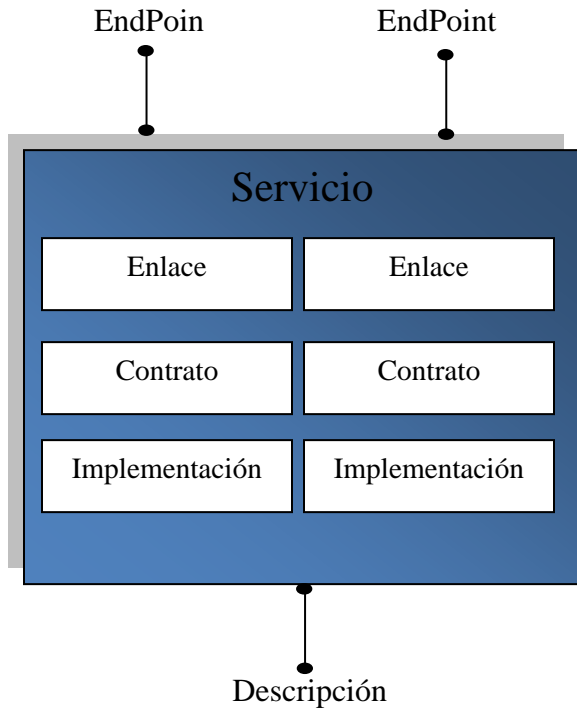 EndPoin EndPoint
Servicio
Enlace Enlace
Contrato Contrato
Implementación Implementación
Descripción